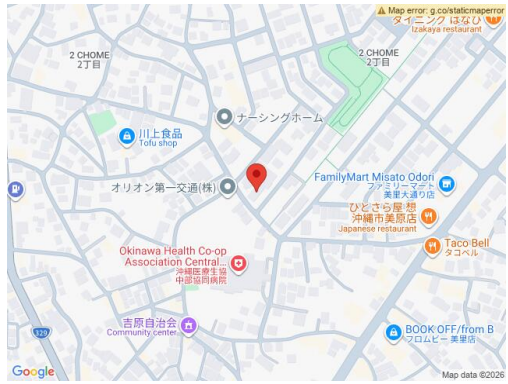 Map error: g.co/staticmaperror
ダイニング はなび
Izakaya restaurant
2 CHOME
2丁目
2 CHOME
2丁目
ナーシングホーム
川上食品
Tofu shop
オリオン第一交通(株)
FamilyMart Misato Odori
ファミリーマート
美里大通り店
ひとさら屋 想
沖縄市美原店
Japanese restaurant
Taco Bell
タコベル
Okinawa Health Co-op
Association Central...
沖縄医療生協
中部協同病院
吉原自治会
Community center
329
BOOK OFF/from B
フロムビー 美里店
Google
Map data ©2026